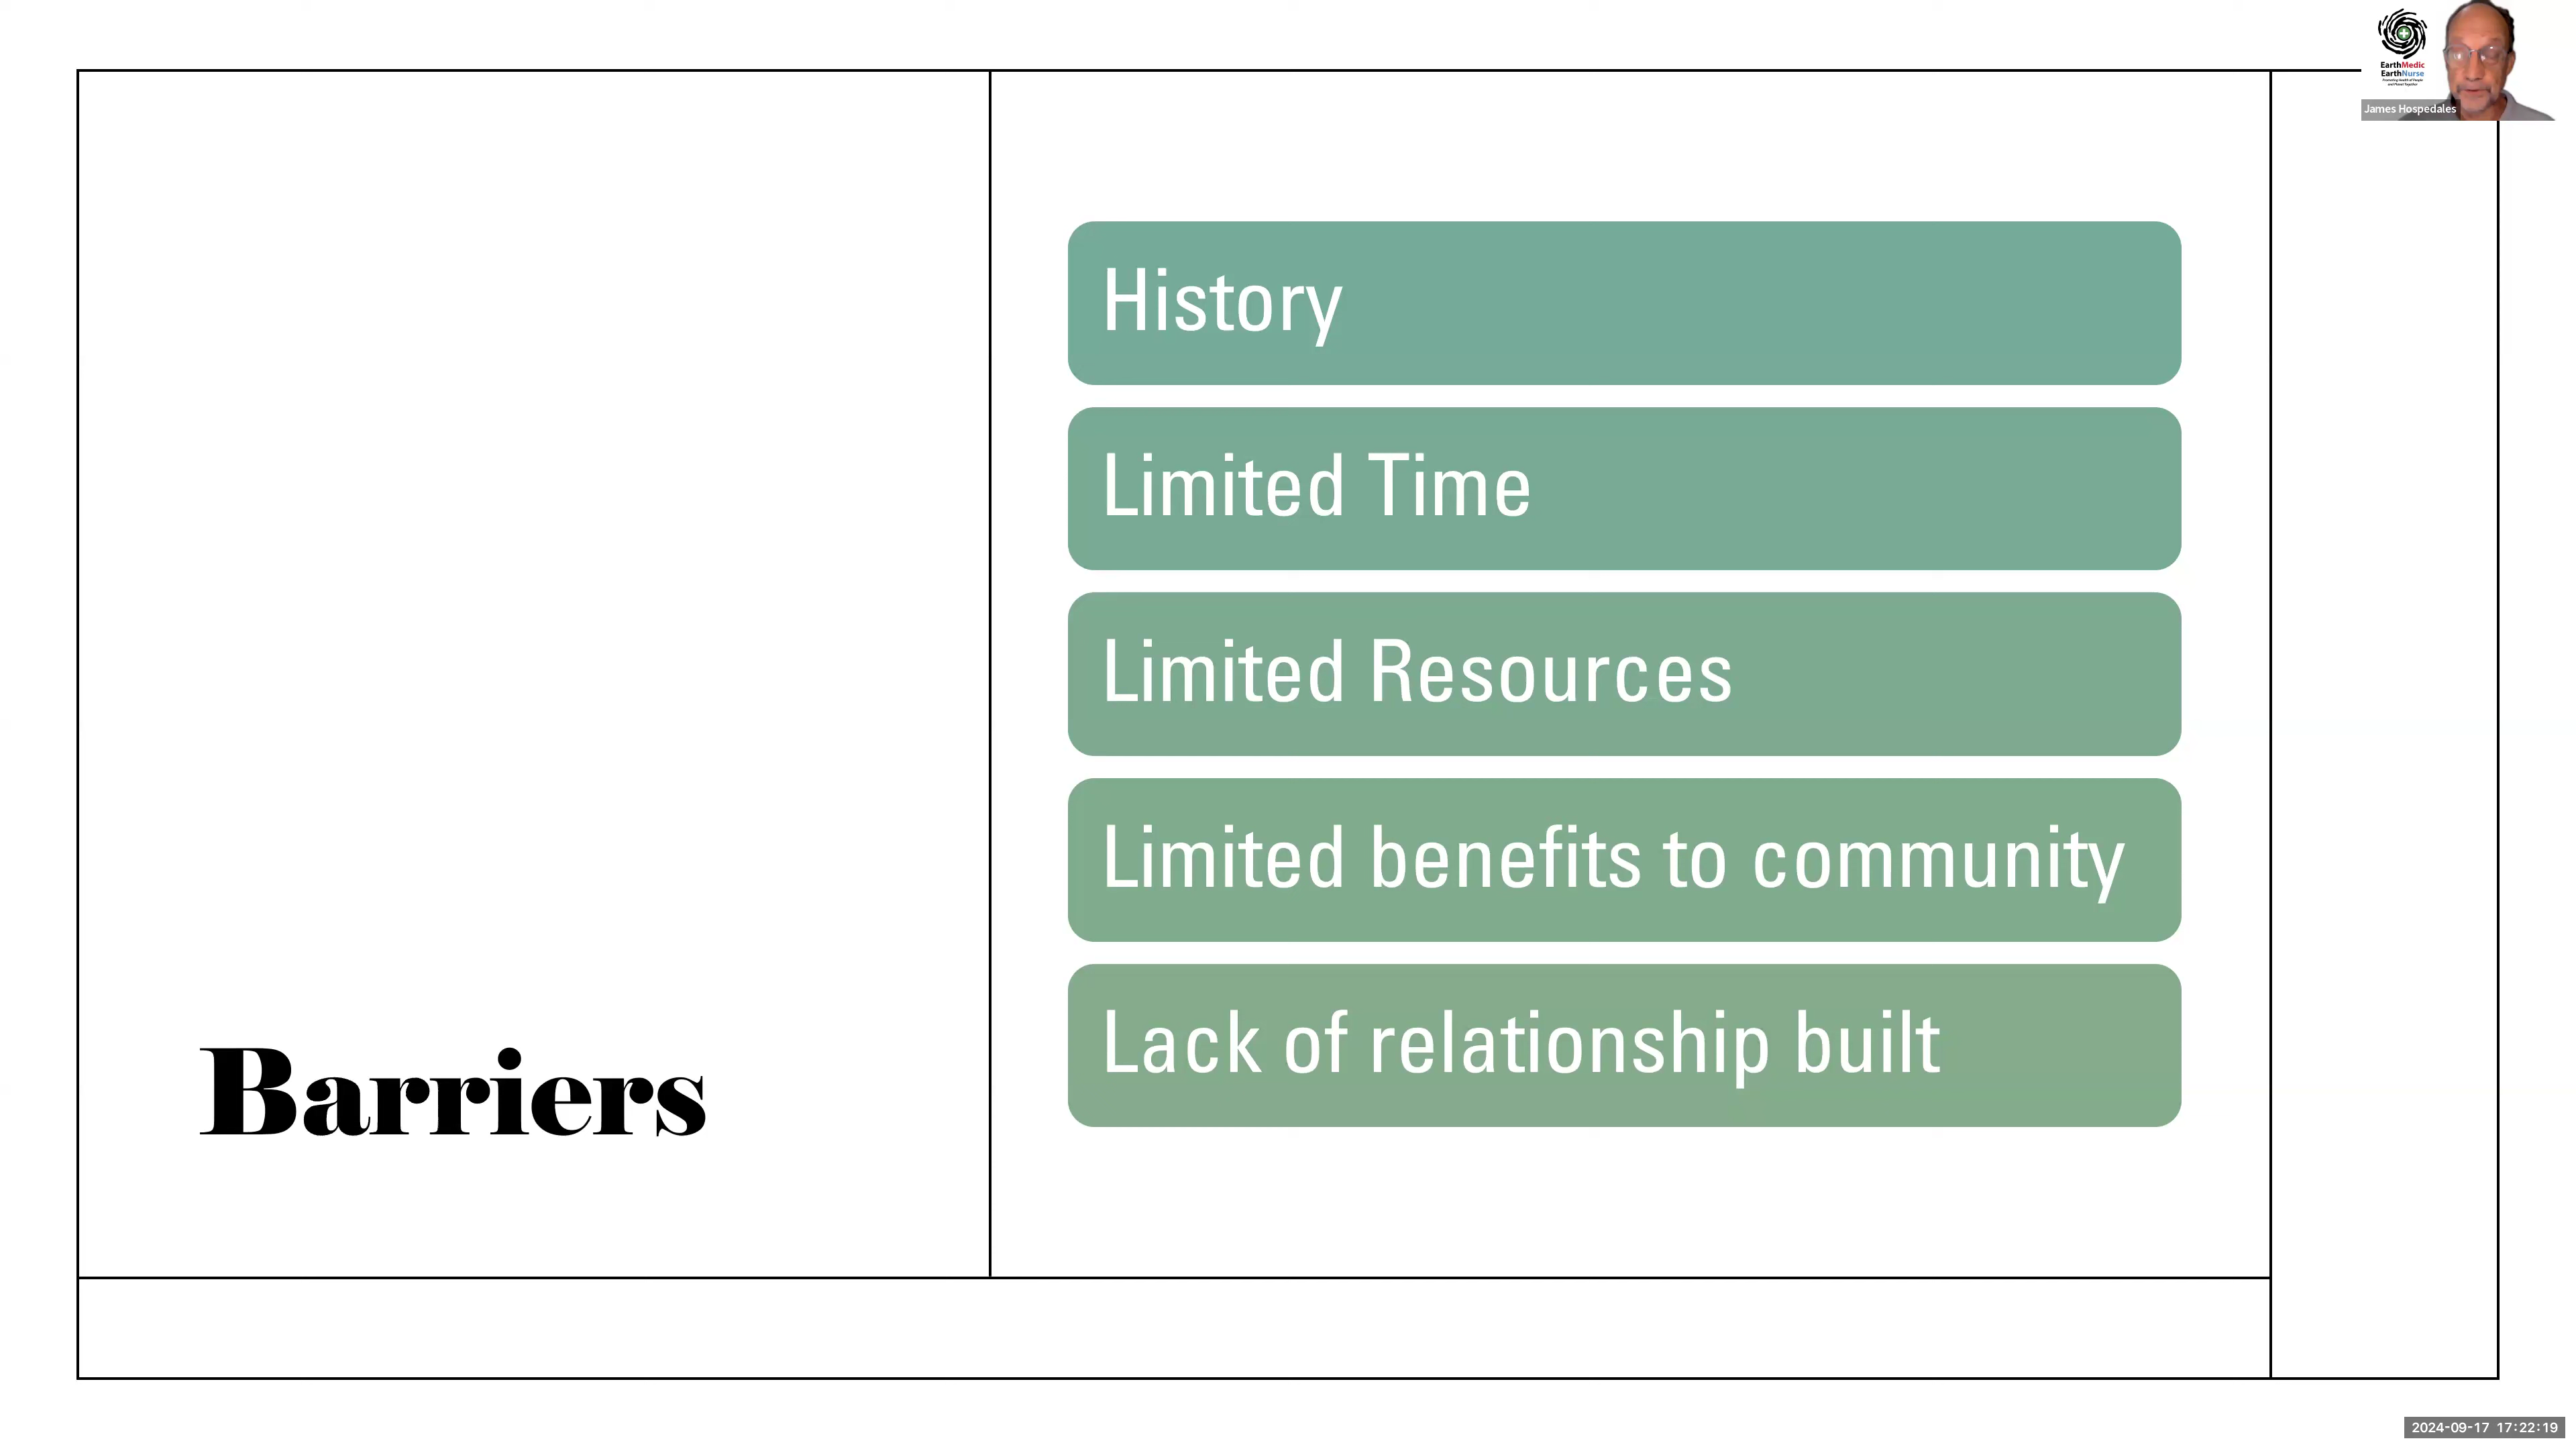 EarthMedic
EarthNurse
James Hospedales
History
Limited Time
Limited Resources
Limited benefits to community
Lack of relationship built
Barriers
2024-09-17 17:22:19